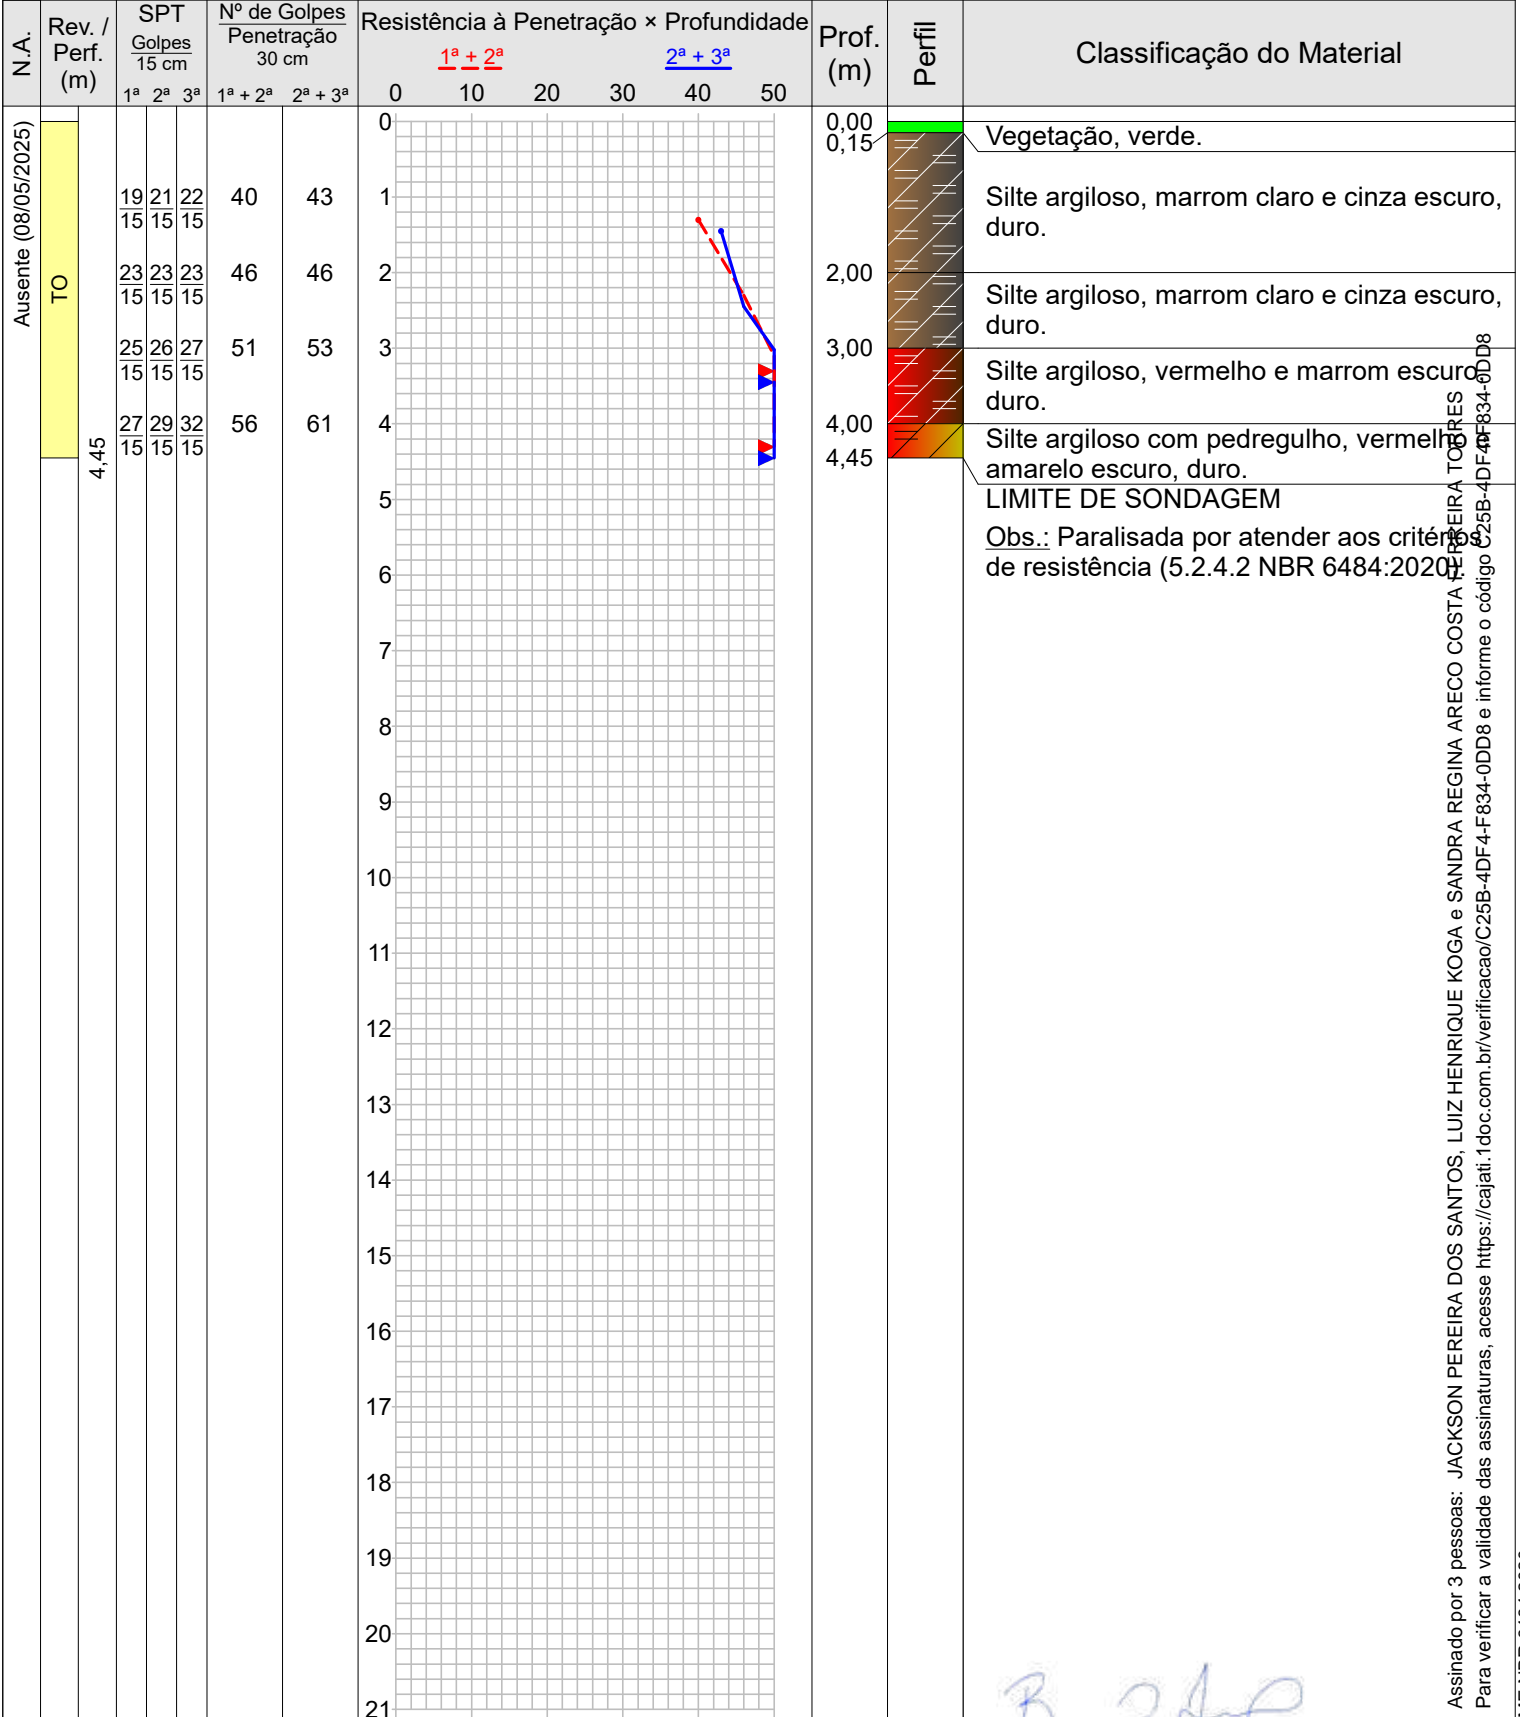 N.A.
Rev. /
Perf.
(m)
SPT
Golpes
15 cm
1ª 2ª 3ª
Nº de Golpes
Penetração
30 cm
1ª + 2ª 2ª + 3ª
Resistência à Penetração × Profundidade
1ª + 2ª 2ª + 3ª
0 10 20 30 40 50
Prof.
(m)
Perfil
Classificação do Material
Ausente (08/05/2025)
TO
4,45
19 21 22 40 43
15 15 15
23 23 23 46 46
15 15 15
25 26 27 51 53
15 15 15
27 29 32 56 61
15 15 15
0
1
2
3
4
5
6
7
8
9
10
11
12
13
14
15
16
17
18
19
20
21
0,00
0,15
2,00
3,00
4,00
4,45
Vegetação, verde.
Silte argiloso, marrom claro e cinza escuro,
duro.
Silte argiloso, marrom claro e cinza escuro,
duro.
Silte argiloso, vermelho e marrom escuro,
duro.
Silte argiloso com pedregulho, vermelho e
amarelo escuro, duro.
LIMITE DE SONDAGEM
Obs.: Paralisada por atender aos critérios
de resistência (5.2.4.2 NBR 6484:2020).
Assinado por 3 pessoas: JACKSON PEREIRA DOS SANTOS, LUIZ HENRIQUE KOGA e SANDRA REGINA ARECO COSTA FERREIRA TORRES
Para verificar a validade das assinaturas, acesse https://cajati.1doc.com.br/verificacao/C25B-4DF4-F834-0DD8 e informe o código C25B-4DF4-F834-0DD8